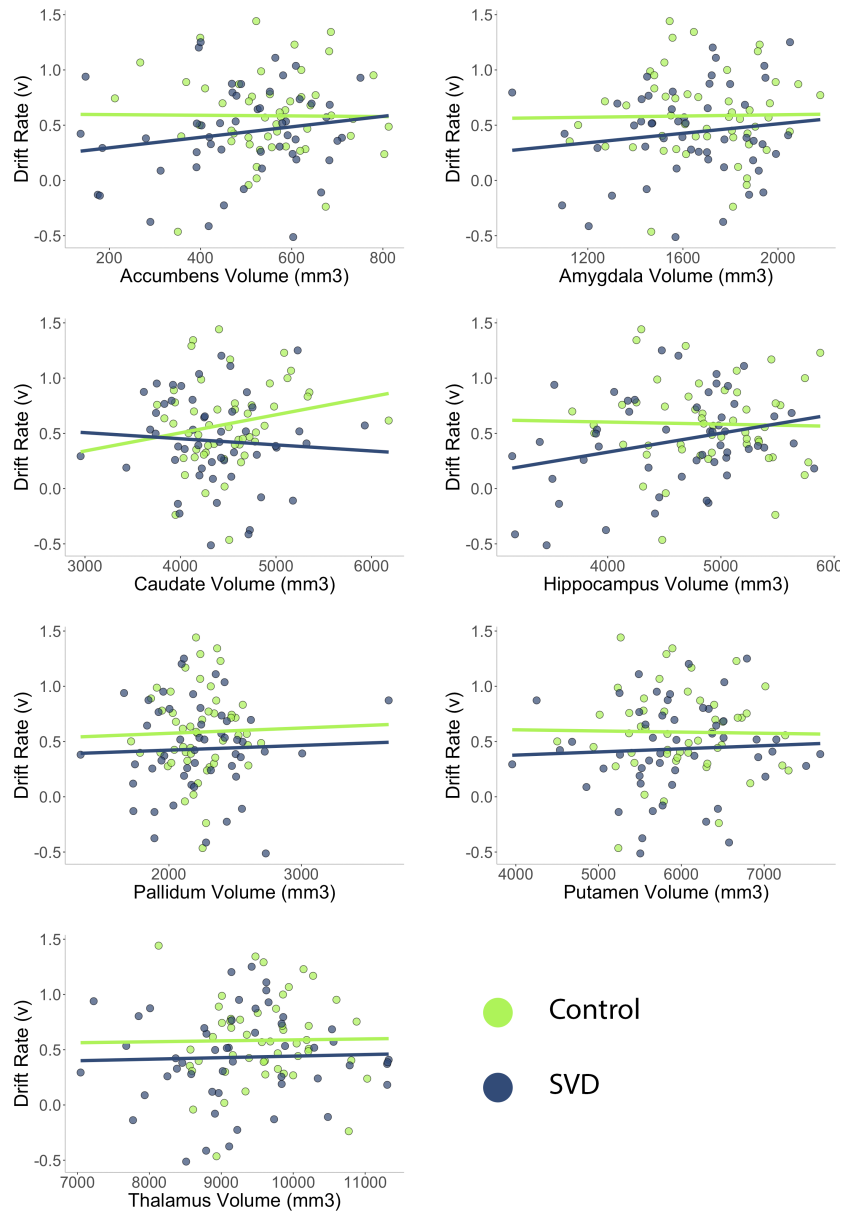 1.5
1.0
0.5
0.0
-0.5
Drift Rate (v)
200 400 600 800
Accumbens Volume (mm3)
1.5
1.0
0.5
0.0
-0.5
Drift Rate (v)
1200 1600 2000
Amygdala Volume (mm3)
1.5
1.0
0.5
0.0
-0.5
Drift Rate (v)
3000 4000 5000 6000
Caudate Volume (mm3)
1.5
1.0
0.5
0.0
-0.5
Drift Rate (v)
4000 5000 600
Hippocampus Volume (mm3)
1.5
1.0
0.5
0.0
-0.5
Drift Rate (v)
2000 3000
Pallidum Volume (mm3)
1.5
1.0
0.5
0.0
-0.5
Drift Rate (v)
4000 5000 6000 7000
Putamen Volume (mm3)
1.5
1.0
0.5
0.0
-0.5
Drift Rate (v)
7000 8000 9000 10000 11000
Thalamus Volume (mm3)
Control
SVD